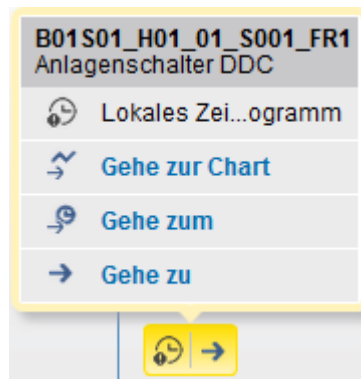 B01S01_H01_01_S001_FR1
Anlagenschalter DDC
Lokales Zei...ogramm
Gehe zur Chart
Gehe zum
Gehe zu